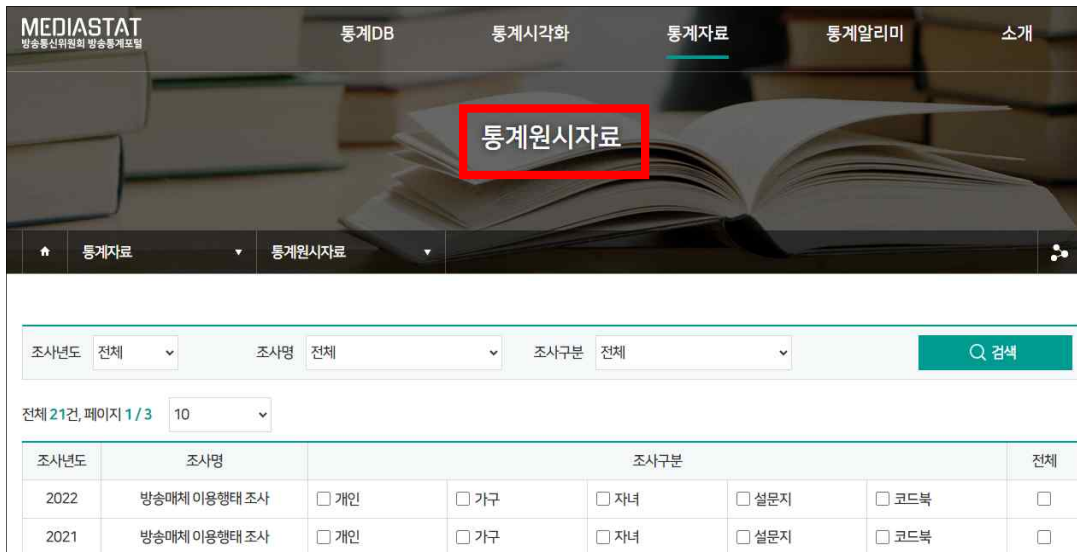 MEDIASTAT
방송통신위원회 방송통계포털
통계DB 통계시각화 통계자료 통계알리미 소개
통계원시자료
통계자료 통계원시자료
조사년도 전체 조사명 전체 조사구분 전체 검색
전체 21건, 페이지 1 / 3 10
조사년도 조사명 조사구분 전체
2022 방송매체 이용행태 조사 개인 가구 자녀 설문지 코드북
2021 방송매체 이용행태 조사 개인 가구 자녀 설문지 코드북